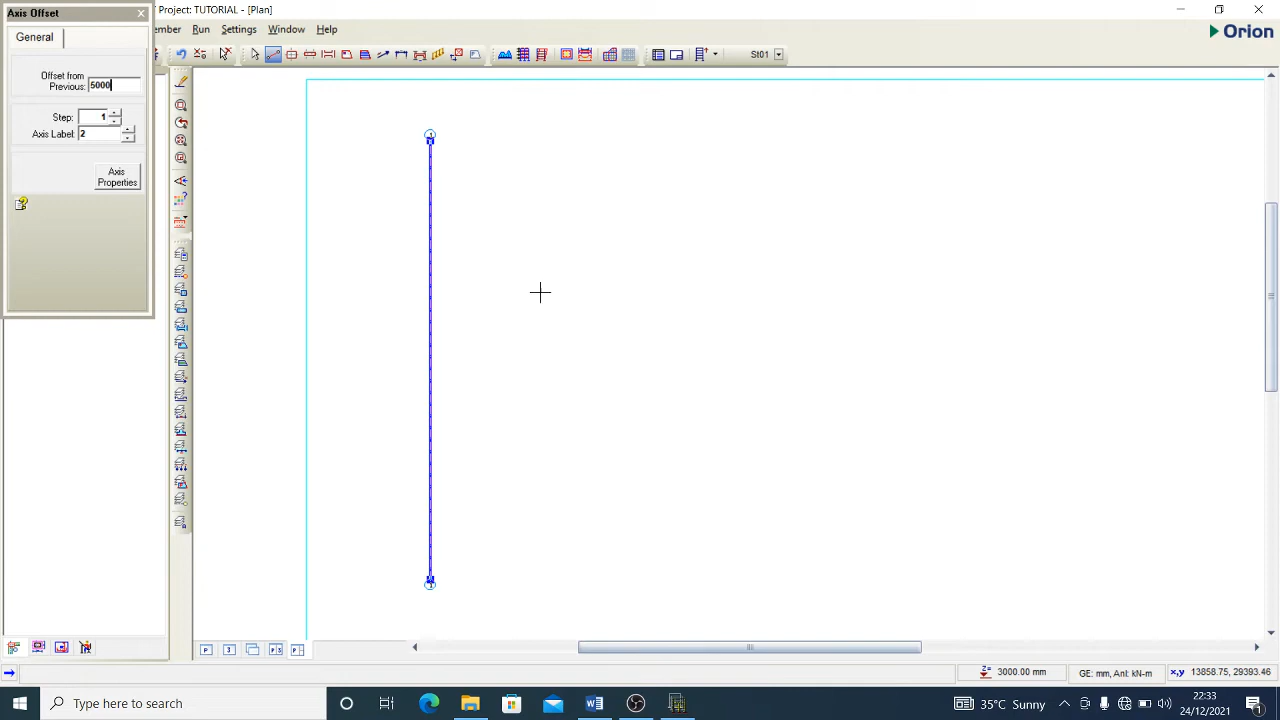 Axis Offset
Project: TUTORIAL - [Plan]
General
ember Run Settings Window Help
Orion
St01
Offset from
Previous: 5000
Step: 1
Axis Label: 2
Axis
Properties
3000.00 mm
GE: mm, Anl: kN-m
x,y 13858.75, 29393.46
Type here to search
35°C Sunny
22:33
24/12/2021